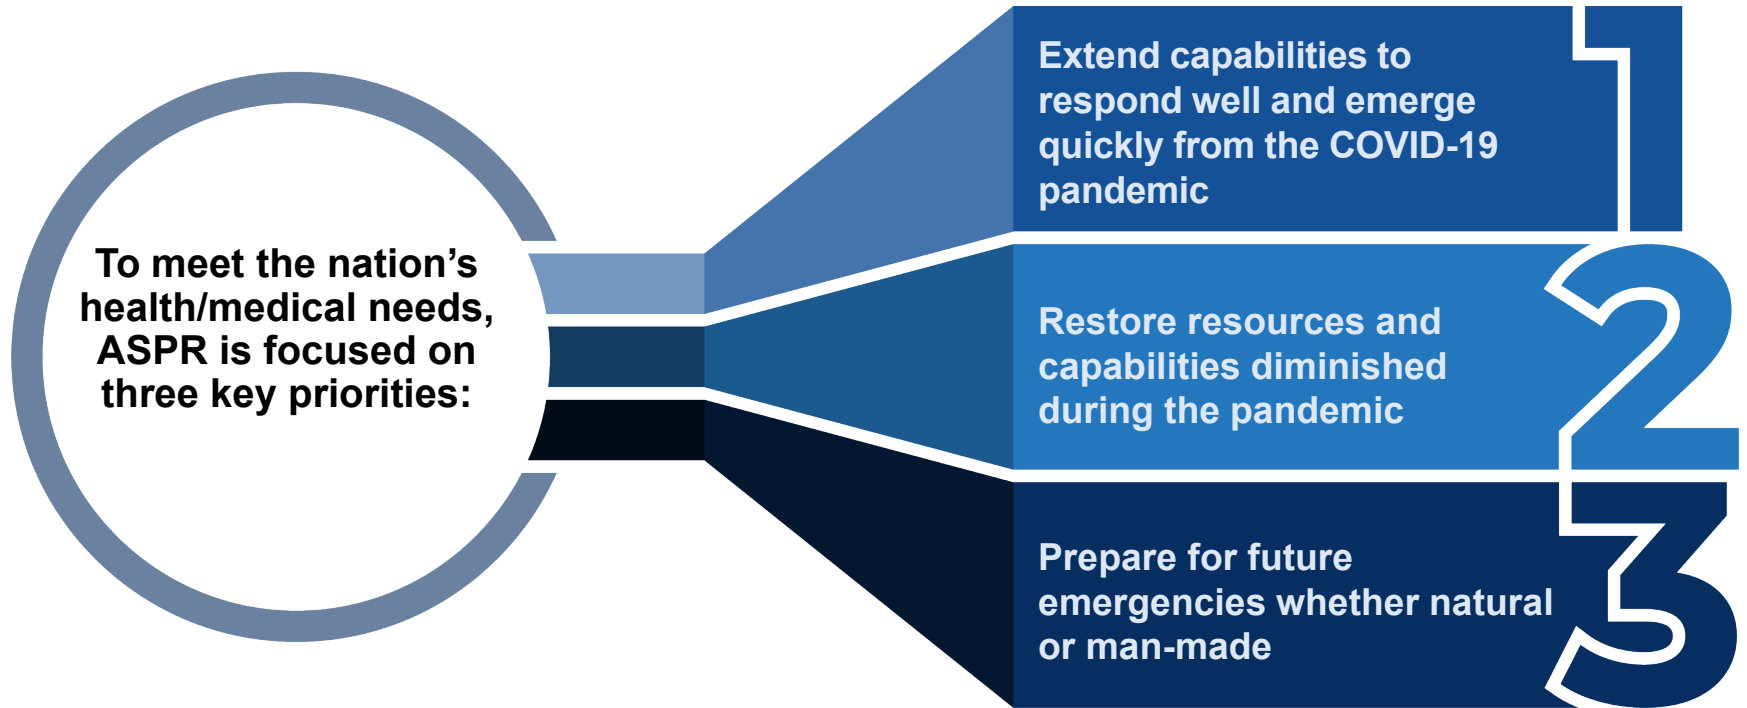 To meet the nation’s
health/medical needs,
ASPR is focused on
three key priorities:
Extend capabilities to
respond well and emerge
quickly from the COVID-19
pandemic
1
Restore resources and
capabilities diminished
during the pandemic
2
Prepare for future
emergencies whether natural
or man-made
3